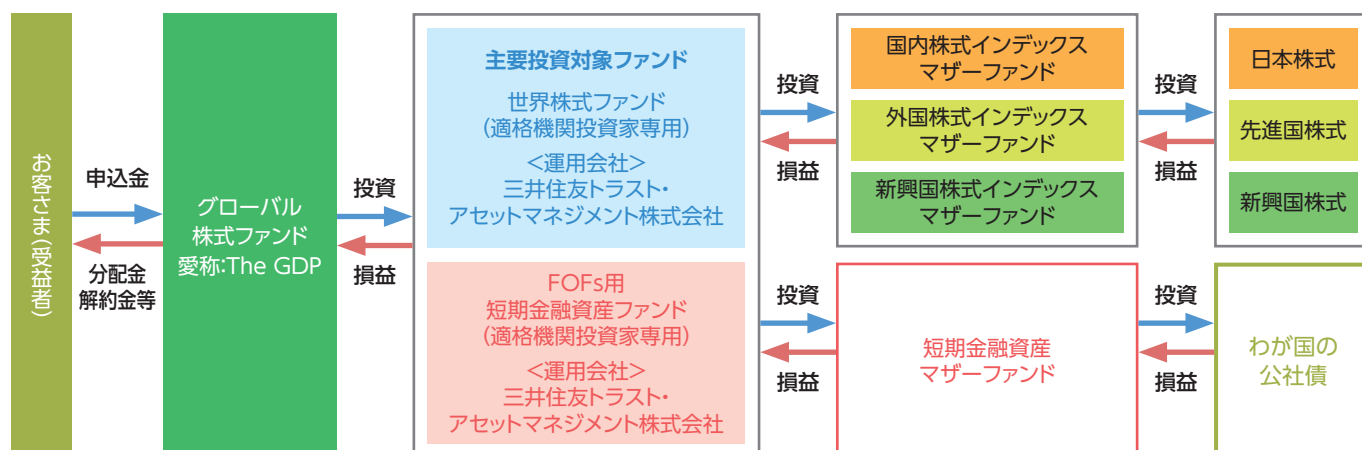 お客さま(受益者)
申込金
分配金
解約金等
グローバル
株式ファンド
愛称:The GDP
投資
損益
主要投資対象ファンド
世界株式ファンド
(適格機関投資家専用)
<運用会社>
三井住友トラスト・
アセットマネジメント株式会社
FOFs用
短期金融資産ファンド
(適格機関投資家専用)
<運用会社>
三井住友トラスト・
アセットマネジメント株式会社
投資
損益
投資
損益
国内株式インデックス
マザーファンド
外国株式インデックス
マザーファンド
新興国株式インデックス
マザーファンド
短期金融資産
マザーファンド
投資
損益
投資
損益
日本株式
先進国株式
新興国株式
わが国の
公社債